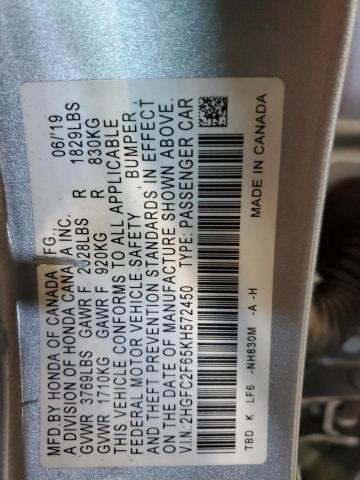 MFD. BY HONDA OF CANADA MFG., 06/19
A DIVISION OF HONDA CANADA INC.
GVWR 3769LBS GAWR F 2028LBS R 1829LBS
GVWR 1710KG GAWR F 920KG R 830KG
THIS VEHICLE CONFORMS TO ALL APPLICABLE
FEDERAL MOTOR VEHICLE SAFETY, BUMPER,
AND THEFT PREVENTION STANDARDS IN EFFECT
ON THE DATE OF MANUFACTURE SHOWN ABOVE.
V.I.N.: 2HGFC2F65KH572450 TYPE: PASSENGER CAR
TBD K LF6 -NH830M -A -H MADE IN CANADA